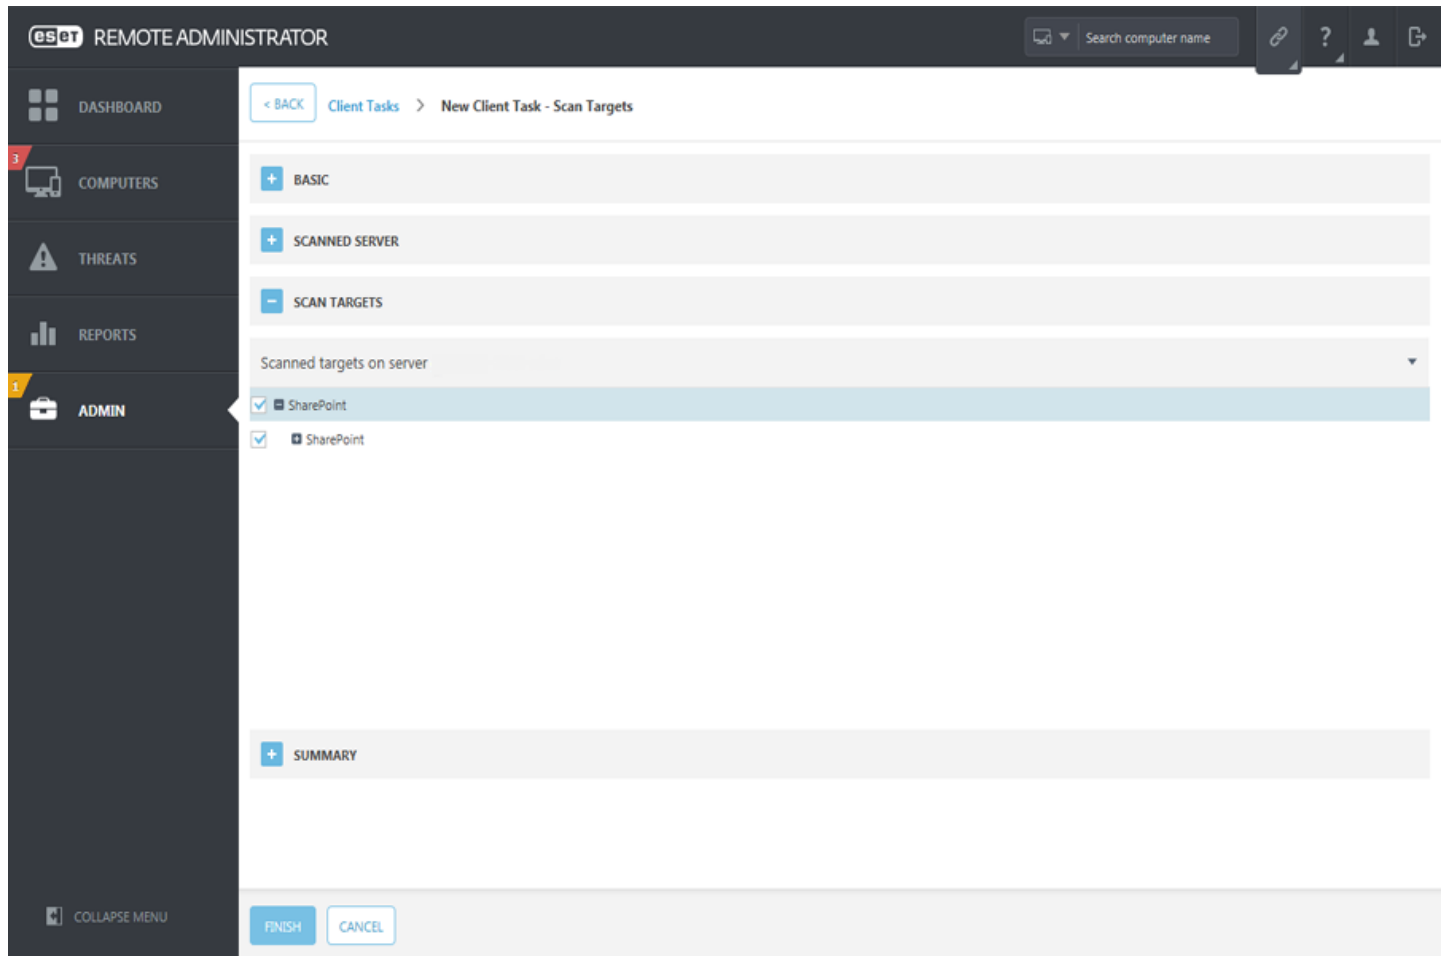 eset REMOTE ADMINISTRATOR
Search computer name
?
DASHBOARD
< BACK Client Tasks > New Client Task - Scan Targets
3
COMPUTERS
BASIC
SCANNED SERVER
THREATS
SCAN TARGETS
REPORTS
Scanned targets on server
1
ADMIN
SharePoint
SharePoint
SUMMARY
COLLAPSE MENU
FINISH CANCEL